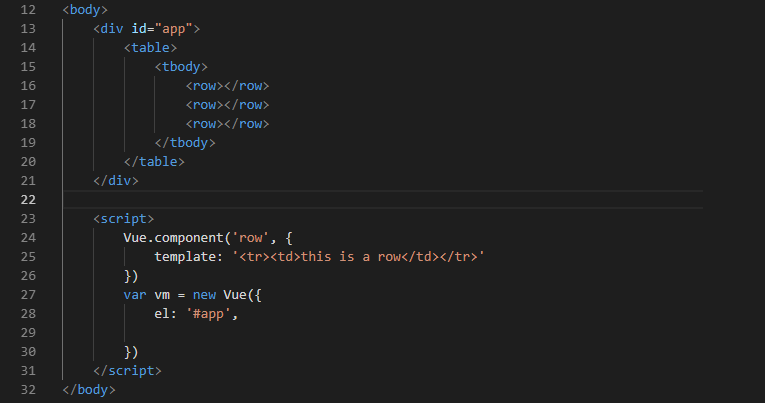 12 <body>
13     <div id="app">
14         <table>
15             <tbody>
16                 <row></row>
17                 <row></row>
18                 <row></row>
19             </tbody>
20         </table>
21     </div>
22
23     <script>
24         Vue.component('row', {
25             template: '<tr><td>this is a row</td></tr>'
26         })
27         var vm = new Vue({
28             el: '#app',
29
30         })
31     </script>
32 </body>